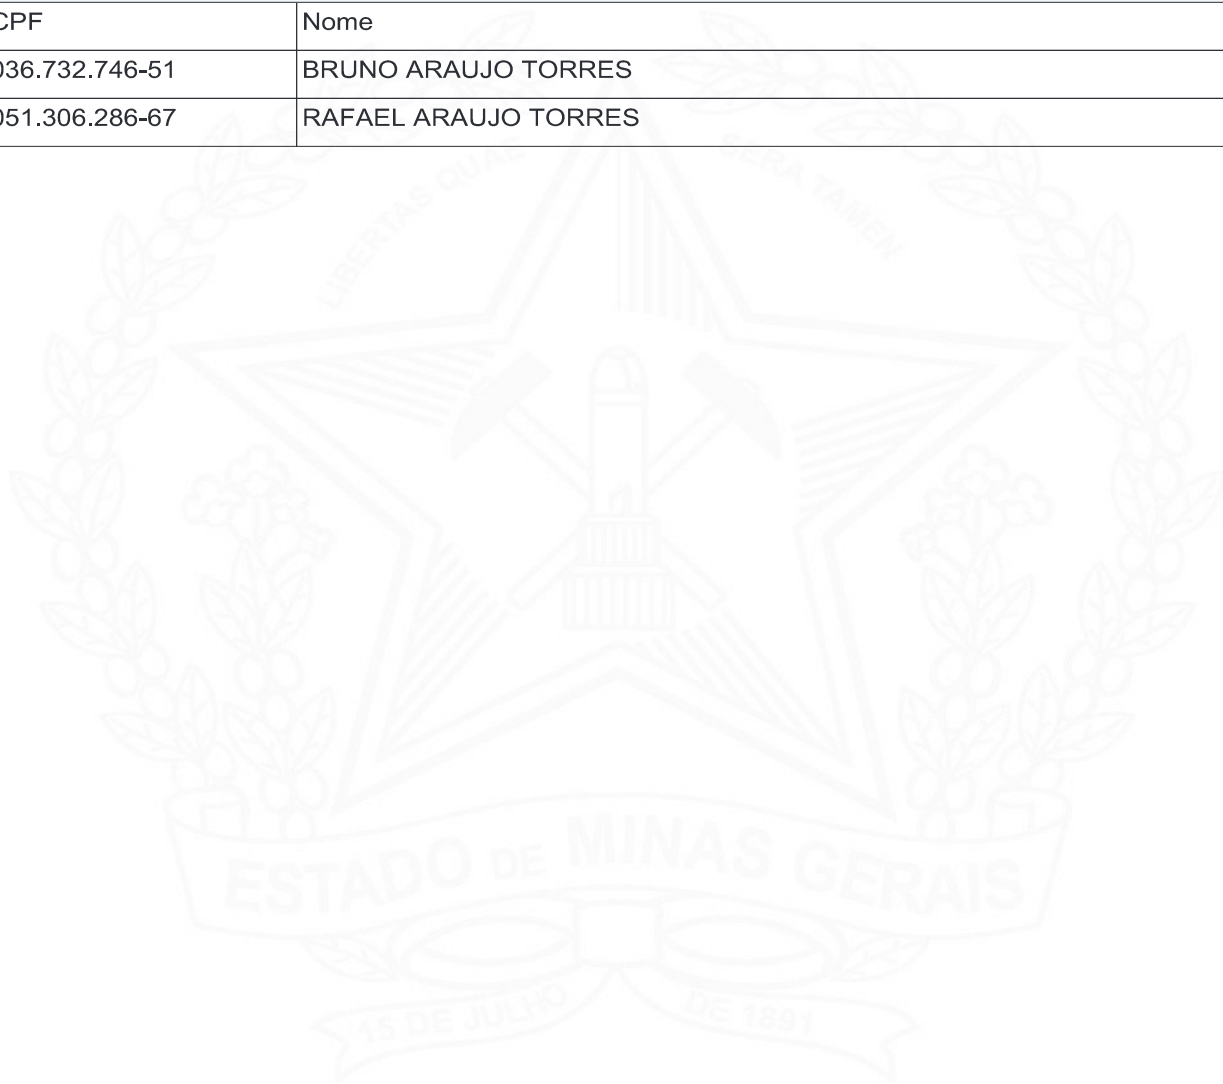 CPF Nome
036.732.746-51 BRUNO ARAUJO TORRES
051.306.286-67 RAFAEL ARAUJO TORRES
LIBERTAS QUAE SERA TAMEN
ESTADO DE MINAS GERAIS
15 DE JULHO DE 1891